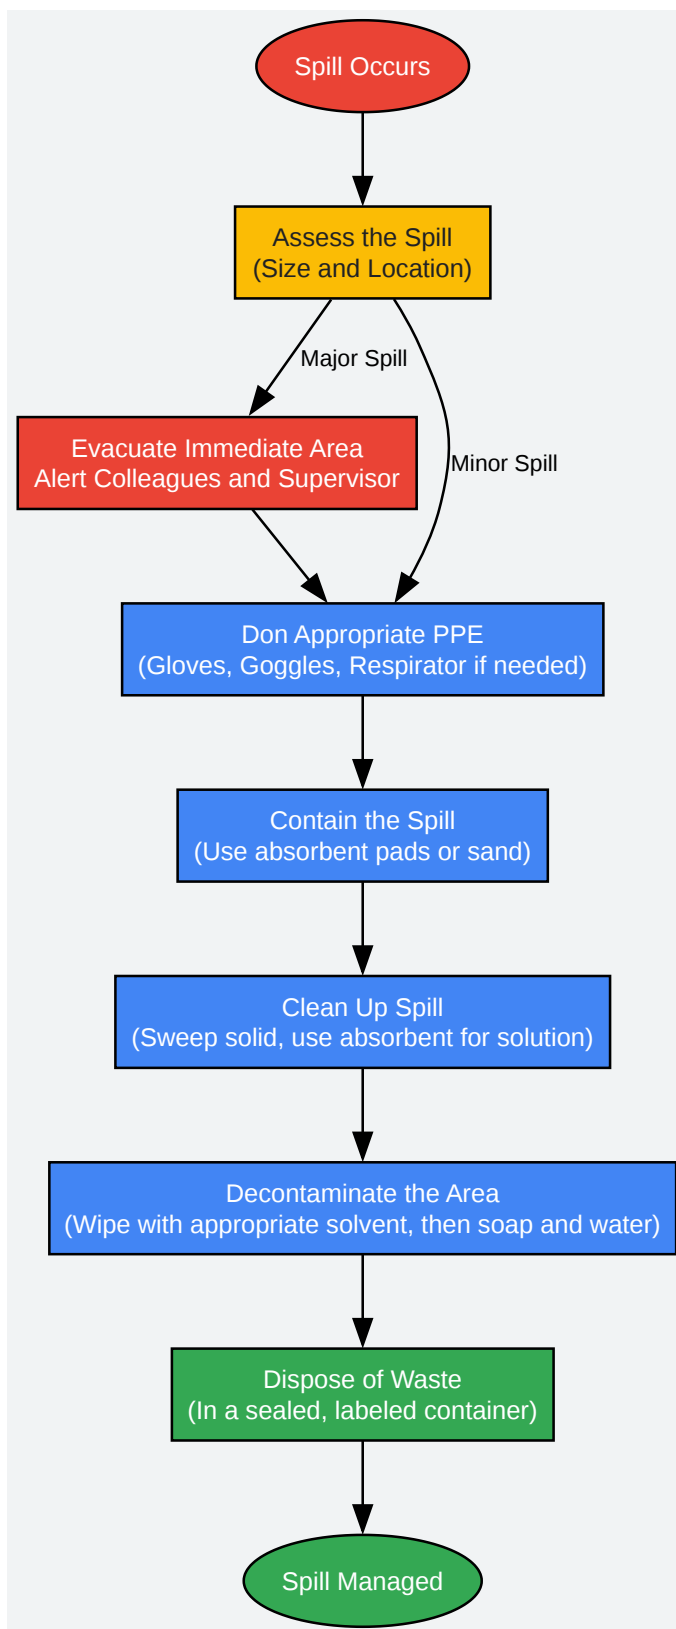 Spill Occurs
Assess the Spill
(Size and Location)
Major Spill
Evacuate Immediate Area
Alert Colleagues and Supervisor
Minor Spill
Don Appropriate PPE
(Gloves, Goggles, Respirator if needed)
Contain the Spill
(Use absorbent pads or sand)
Clean Up Spill
(Sweep solid, use absorbent for solution)
Decontaminate the Area
(Wipe with appropriate solvent, then soap and water)
Dispose of Waste
(In a sealed, labeled container)
Spill Managed